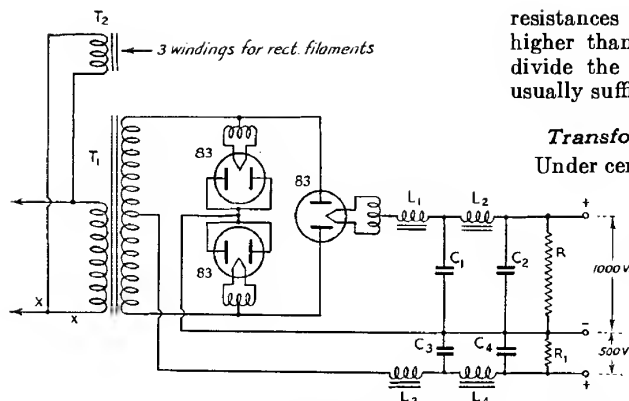 resistances
higher than
divide the
usually suffi
Transfo
Under cer
T2
3 windings for rect. filaments
T1
83
83
83
L1
L2
C1
C2
R
1000 V
C3
C4
R1
500 V
L3
L4
X
X
+
-
+